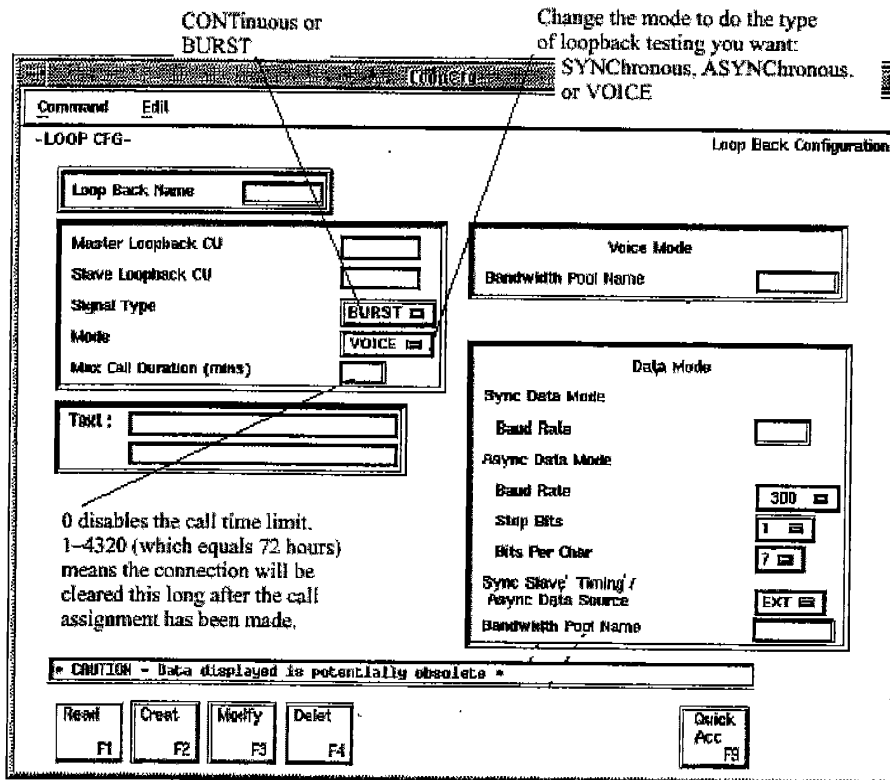 CONTinuous or
BURST
Change the mode to do the type
of loopback testing you want:
SYNChronous, ASYNChronous,
or VOICE
Command Edit
-LOOP CFG-
Loop Back Configuration
Loop Back Name
Master Loopback CU
Slave Loopback CU
Signal Type BURST
Mode VOICE
Max Call Duration (mins)
Text :
Voice Mode
Bandwidth Pool Name
Data Mode
Sync Data Mode
Baud Rate
Async Data Mode
Baud Rate 300
Stop Bits 1
Bits Per Char 7
Sync Slave Timing /
Async Data Source EXT
Bandwidth Pool Name
0 disables the call time limit.
1–4320 (which equals 72 hours)
means the connection will be
cleared this long after the call
assignment has been made.
* CAUTION - Data displayed is potentially obsolete *
Read F1
Creat F2
Modify F3
Delet F4
Quick Acc F9